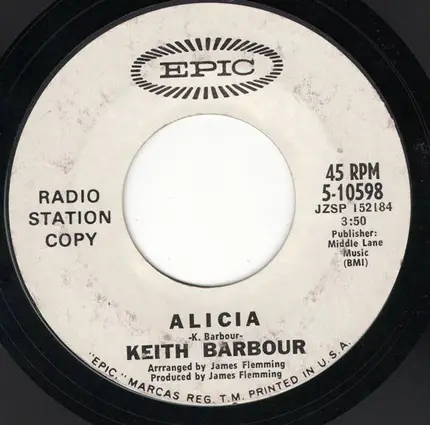 EPIC
RADIO
STATION
COPY
45 RPM
5-10598
JZSP 152184
3:50
Publisher:
Middle Lane
Music
(BMI)
ALICIA
-K. Barbour-
KEITH BARBOUR
Arrranged by James Flemming
Produced by James Flemming
"EPIC," MARCAS REG. T.M. PRINTED IN U.S.A.